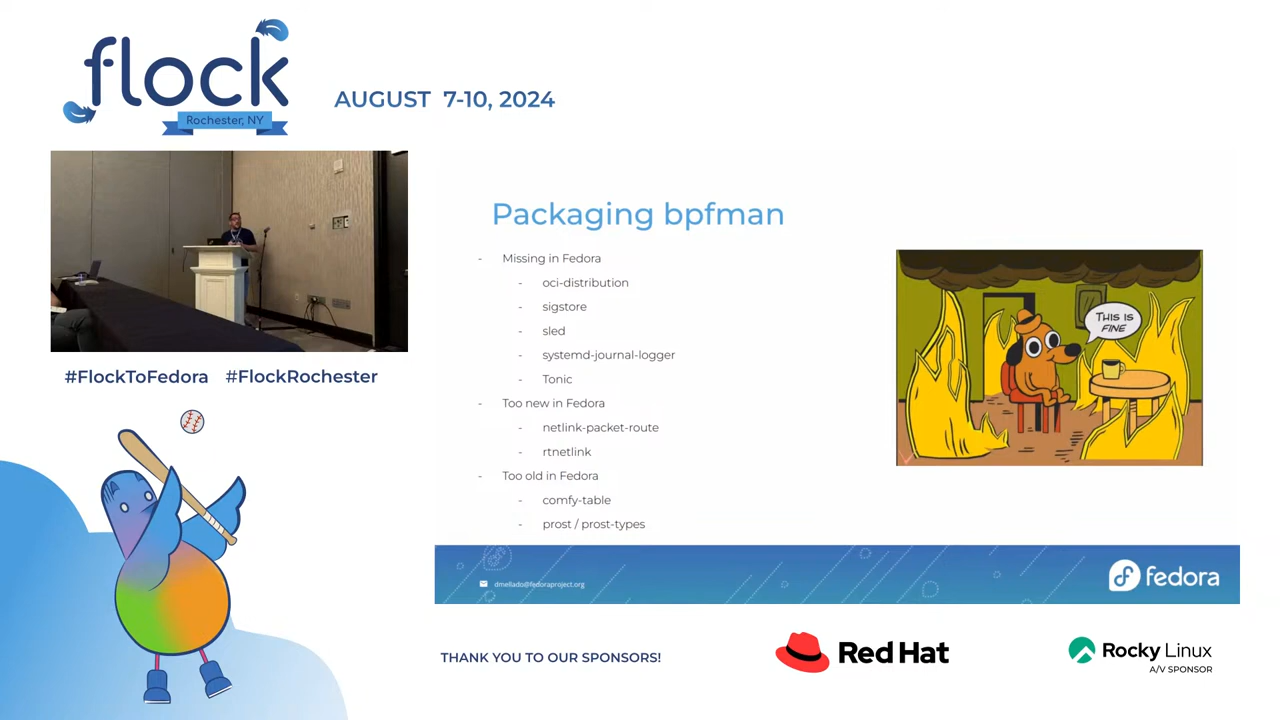 flock
Rochester, NY
AUGUST 7-10, 2024
#FlockToFedora #FlockRochester
Packaging bpfman
- Missing in Fedora
- oci-distribution
- sigstore
- sled
- systemd-journal-logger
- Tonic
- Too new in Fedora
- netlink-packet-route
- rtnetlink
- Too old in Fedora
- comfy-table
- prost / prost-types
THIS IS
FINE
dmellado@fedoraproject.org
fedora
THANK YOU TO OUR SPONSORS!
Red Hat
Rocky Linux
A/V SPONSOR